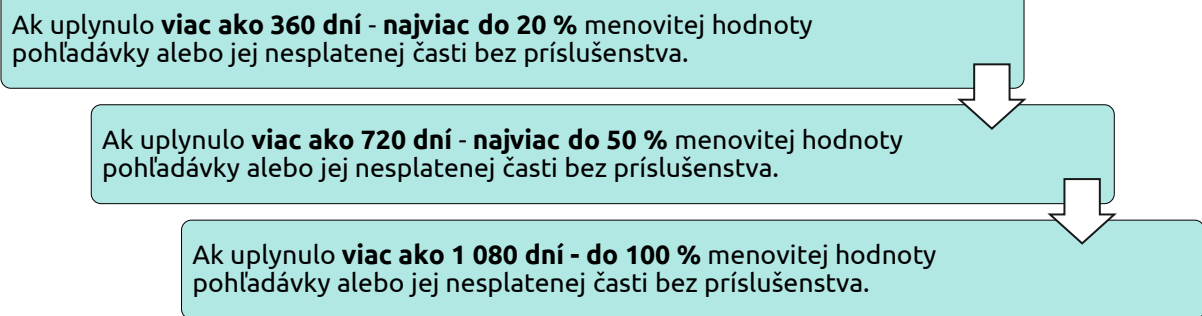 Ak uplynulo viac ako 360 dní - najviac do 20 % menovitej hodnoty
pohľadávky alebo jej nesplatenej časti bez príslušenstva.
Ak uplynulo viac ako 720 dní - najviac do 50 % menovitej hodnoty
pohľadávky alebo jej nesplatenej časti bez príslušenstva.
Ak uplynulo viac ako 1 080 dní - do 100 % menovitej hodnoty
pohľadávky alebo jej nesplatenej časti bez príslušenstva.